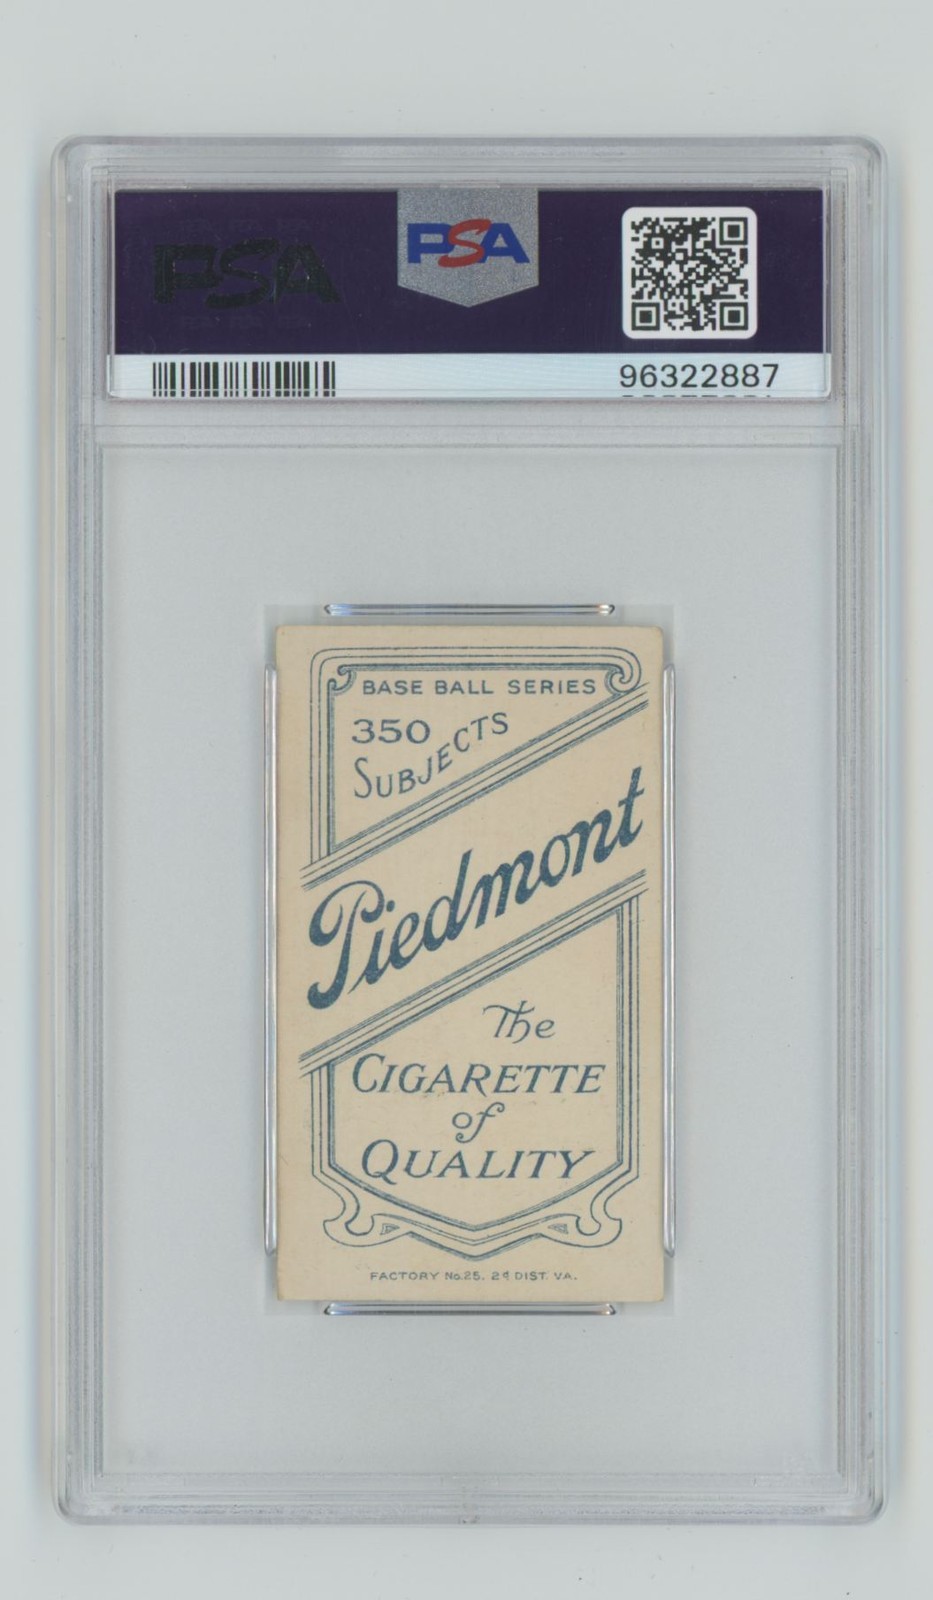 PSA
PSA
96322887
BASE BALL SERIES
350
SUBJECTS
Piedmont
The
CIGARETTE
of
QUALITY
FACTORY No.25. 2d DIST. VA.